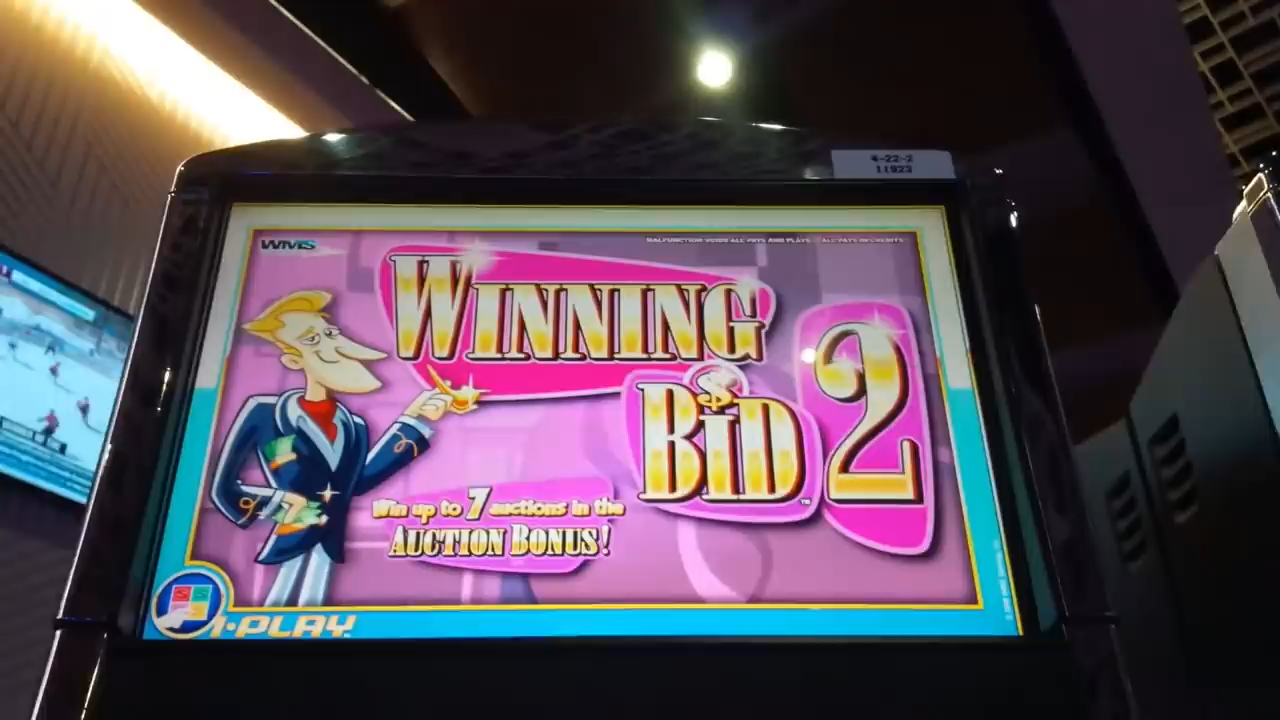 4-22-2
11923
WMS
MALFUNCTION VOIDS ALL PAYS AND PLAYS
ALL PAYS IN CREDITS
WINNING
BID
2
TM
Win up to 7 auctions in the
AUCTION BONUS!
I·PLAY